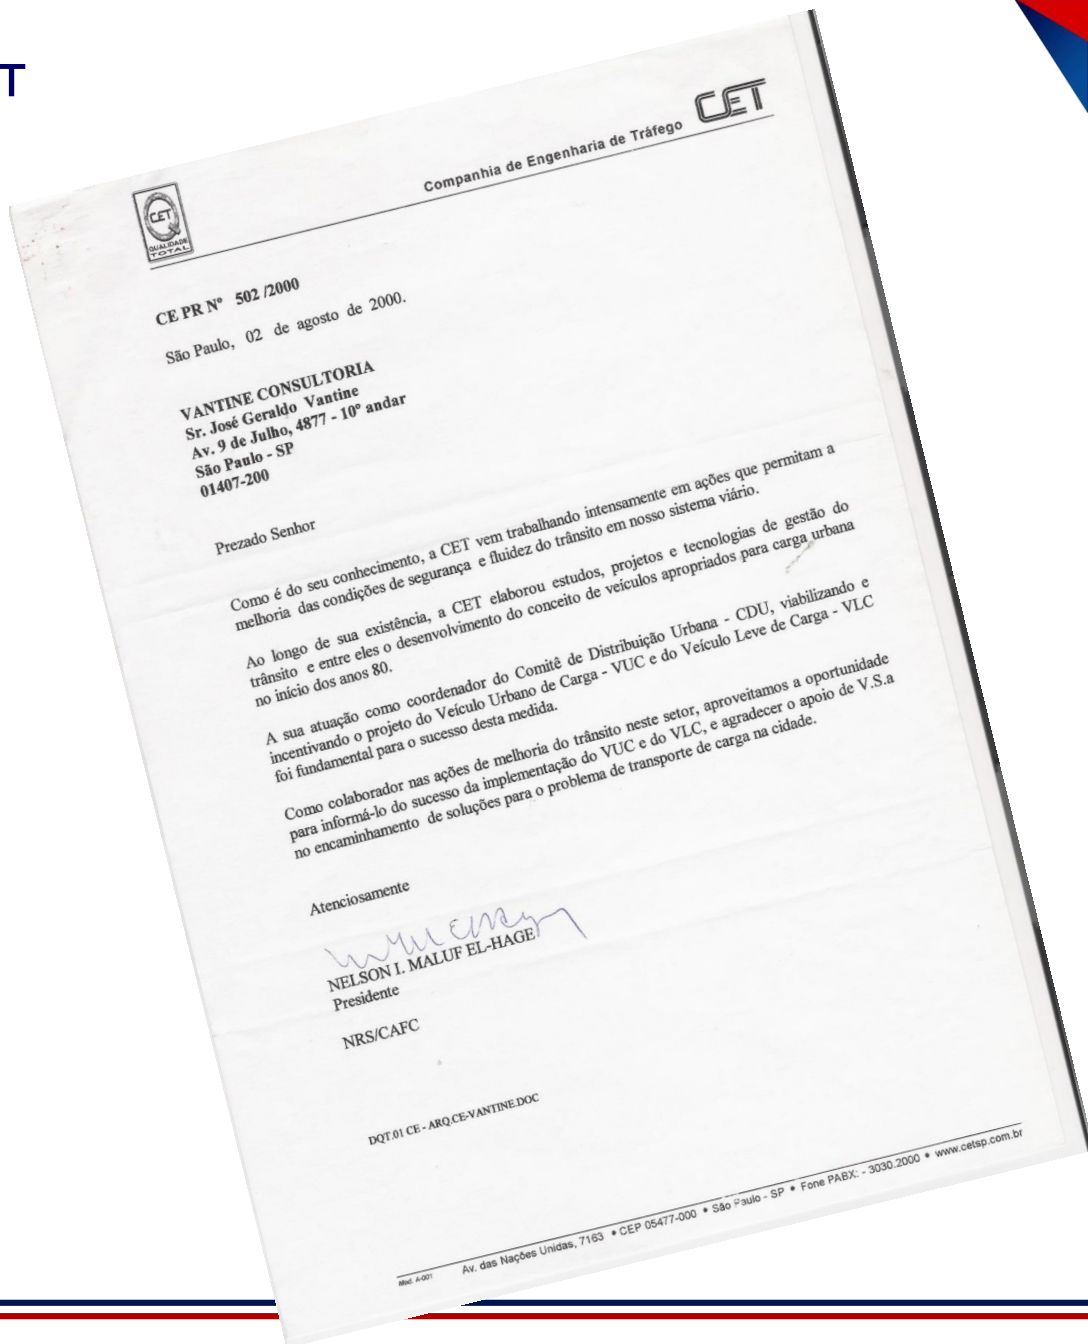 T
Companhia de Engenharia de Tráfego
CET
CET
QUALIDADE
TOTAL
CE PR Nº 502 /2000
São Paulo, 02 de agosto de 2000.
VANTINE CONSULTORIA
Sr. José Geraldo Vantine
Av. 9 de Julho, 4877 - 10º andar
São Paulo - SP
01407-200
Prezado Senhor
Como é do seu conhecimento, a CET vem trabalhando intensamente em ações que permitam a
melhoria das condições de segurança e fluidez do trânsito em nosso sistema viário.
Ao longo de sua existência, a CET elaborou estudos, projetos e tecnologias de gestão do
trânsito e entre eles o desenvolvimento do conceito de veículos apropriados para carga urbana
no início dos anos 80.
A sua atuação como coordenador do Comitê de Distribuição Urbana - CDU, viabilizando e
incentivando o projeto do Veículo Urbano de Carga - VUC e do Veículo Leve de Carga - VLC
foi fundamental para o sucesso desta medida.
Como colaborador nas ações de melhoria do trânsito neste setor, aproveitamos a oportunidade
para informá-lo do sucesso da implementação do VUC e do VLC, e agradecer o apoio de V.S.a
no encaminhamento de soluções para o problema de transporte de carga na cidade.
Atenciosamente
NELSON I. MALUF EL-HAGE
Presidente
NRS/CAFC
DQT.01 CE - ARQ.CE-VANTINE.DOC
Mod. A-001 Av. das Nações Unidas, 7163 • CEP 05477-000 • São Paulo - SP • Fone PABX: - 3030.2000 • www.cetsp.com.br